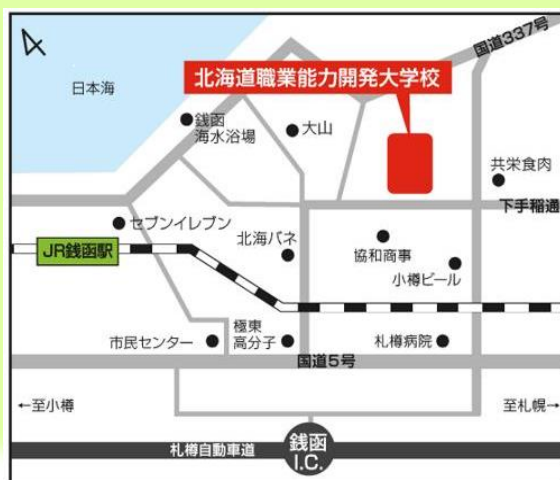 国道337号
北海道職業能力開発大学校
日本海
銭函
海水浴場
大山
共栄食肉
下手稲通
セブンイレブン
北海バネ
協和商事
小樽ビール
JR銭函駅
市民センター
極東
高分子
札樽病院
国道5号
←至小樽
至札幌→
札樽自動車道
銭函
I.C.